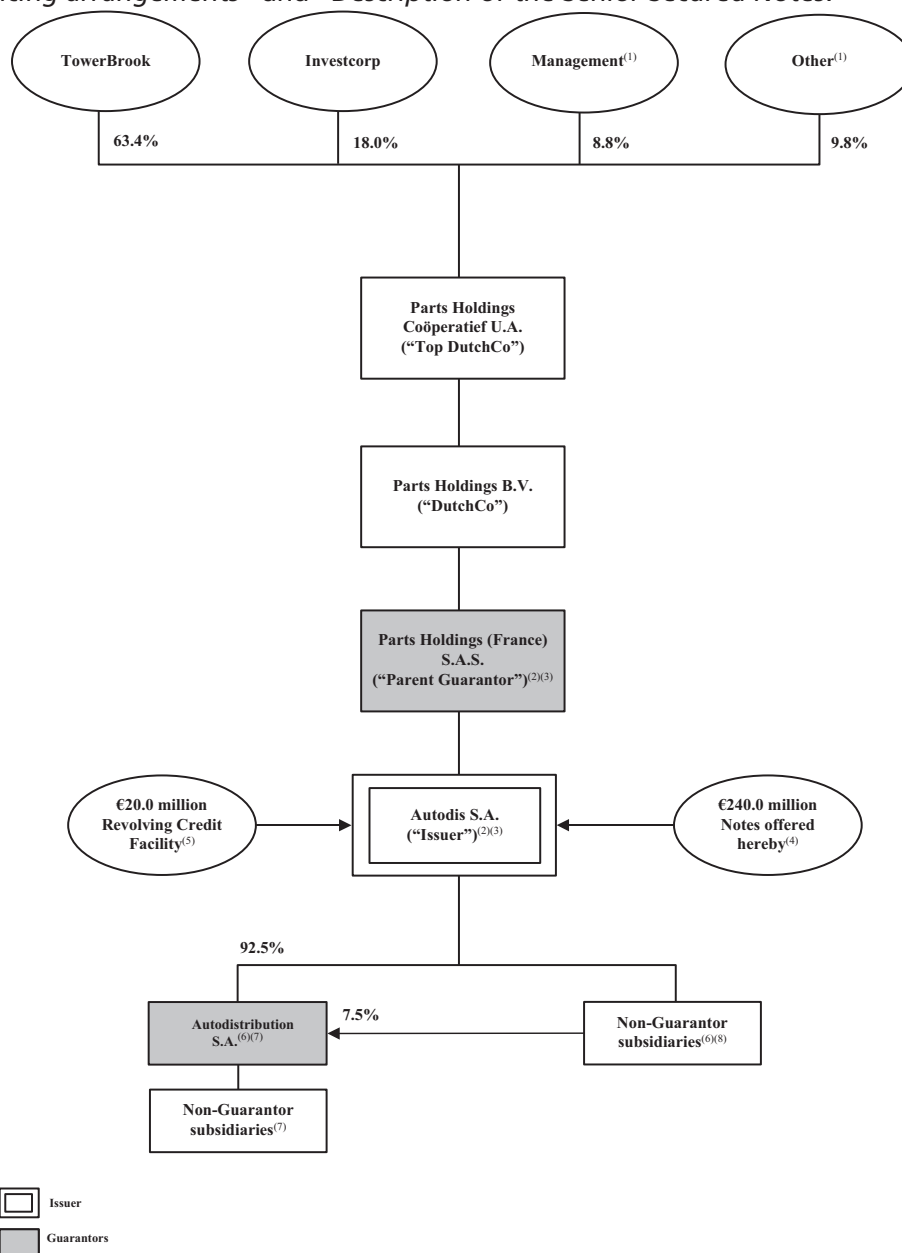 TowerBrook
Investcorp
Management(1)
Other(1)
63.4%
18.0%
8.8%
9.8%
Parts Holdings
Coöperatief U.A.
(“Top DutchCo”)
Parts Holdings B.V.
(“DutchCo”)
Parts Holdings (France)
S.A.S.
(“Parent Guarantor”)(2)(3)
€20.0 million
Revolving Credit
Facility(5)
Autodis S.A.
(“Issuer”)(2)(3)
€240.0 million
Notes offered
hereby(4)
92.5%
Autodistribution
S.A.(6)(7)
7.5%
Non-Guarantor
subsidiaries(6)(8)
Non-Guarantor
subsidiaries(7)
Issuer
Guarantors